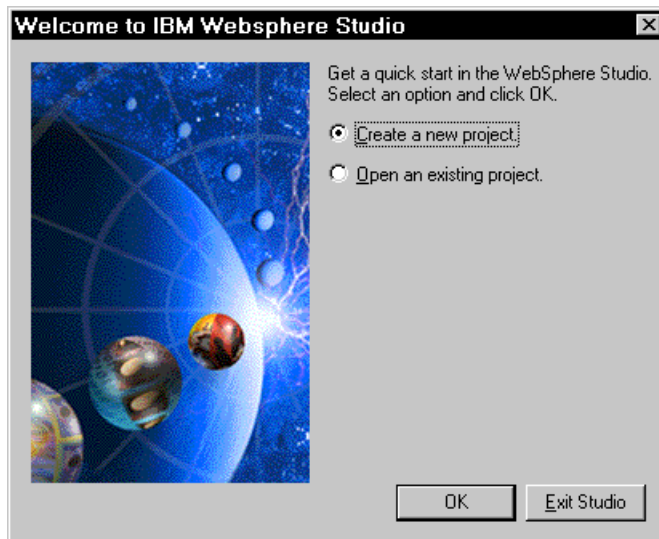 Welcome to IBM Websphere Studio
Get a quick start in the WebSphere Studio.
Select an option and click OK.
Create a new project.
Open an existing project.
OK
Exit Studio